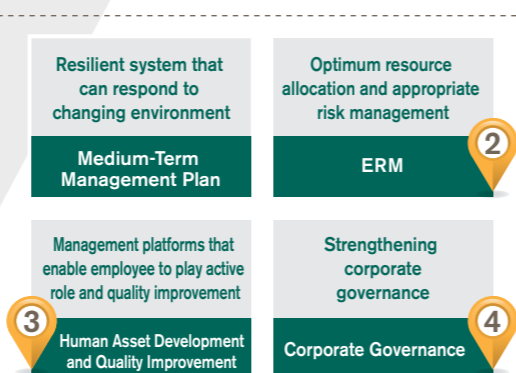 Resilient system that
can respond to
changing environment
Medium-Term
Management Plan
Optimum resource
allocation and appropriate
risk management
ERM
2
Management platforms that
enable employee to play active
role and quality improvement
3
Human Asset Development
and Quality Improvement
Strengthening
corporate
governance
Corporate Governance
4